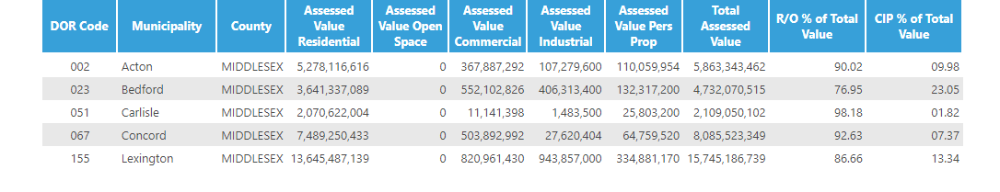 DOR Code Municipality County Assessed Value Residential Assessed Value Open Space Assessed Value Commercial Assessed Value Industrial Assessed Value Pers Prop Total Assessed Value R/O % of Total Value CIP % of Total Value
002 Acton MIDDLESEX 5,278,116,616 0 367,887,292 107,279,600 110,059,954 5,863,343,462 90.02 09.98
023 Bedford MIDDLESEX 3,641,337,089 0 552,102,826 406,313,400 132,317,200 4,732,070,515 76.95 23.05
051 Carlisle MIDDLESEX 2,070,622,004 0 11,141,398 1,483,500 25,803,200 2,109,050,102 98.18 01.82
067 Concord MIDDLESEX 7,489,250,433 0 503,892,992 27,620,404 64,759,520 8,085,523,349 92.63 07.37
155 Lexington MIDDLESEX 13,645,487,139 0 820,961,430 943,857,000 334,881,170 15,745,186,739 86.66 13.34